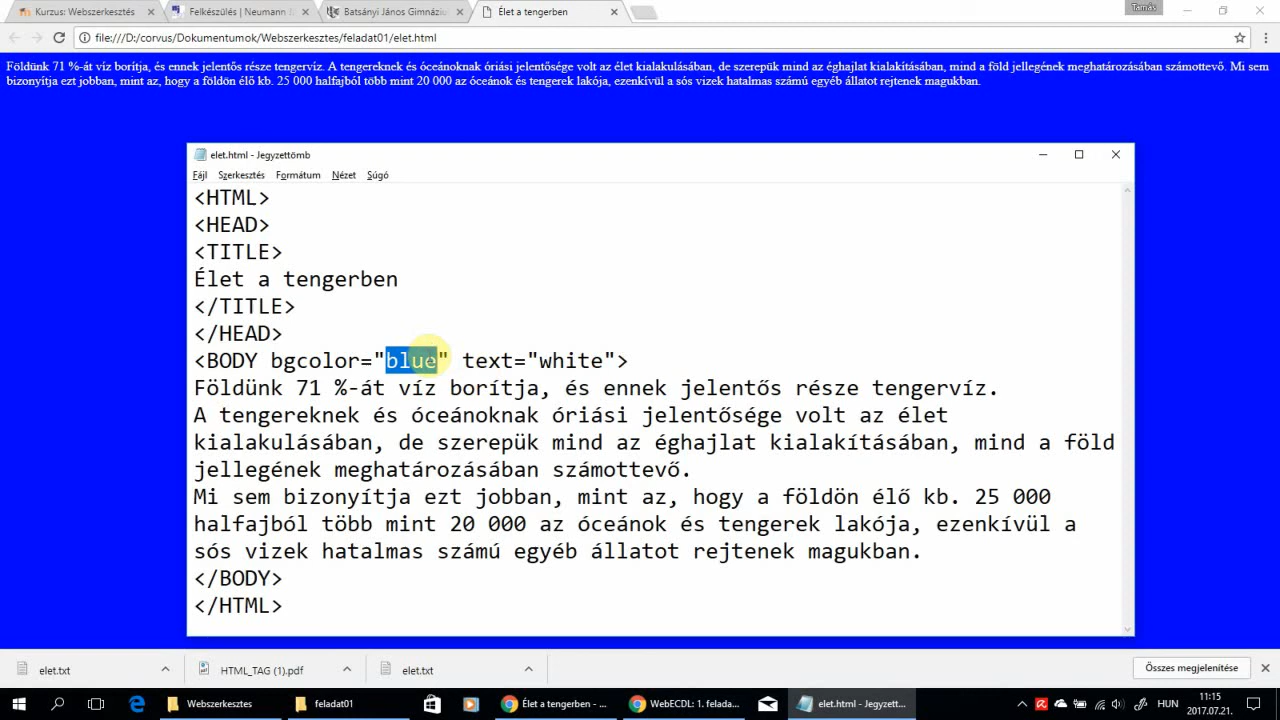 Kurzus: Webszerkesztés
Felkészülés | Neumann J
Batsányi János Gimnáziu
Élet a tengerben
Tamás
file:///D:/corvus/Dokumentumok/Webszerkesztes/feladat01/elet.html
Földünk 71 %-át víz borítja, és ennek jelentős része tengervíz. A tengereknek és óceánoknak óriási jelentősége volt az élet kialakulásában, de szerepük mind az éghajlat kialakításában, mind a föld jellegének meghatározásában számottevő. Mi sem
bizonyítja ezt jobban, mint az, hogy a földön élő kb. 25 000 halfajból több mint 20 000 az óceánok és tengerek lakója, ezenkívül a sós vizek hatalmas számú egyéb állatot rejtenek magukban.
elet.html - Jegyzettömb
Fájl Szerkesztés Formátum Nézet Súgó
<HTML>
<HEAD>
<TITLE>
Élet a tengerben
</TITLE>
</HEAD>
<BODY bgcolor="blue" text="white">
Földünk 71 %-át víz borítja, és ennek jelentős része tengervíz.
A tengereknek és óceánoknak óriási jelentősége volt az élet
kialakulásában, de szerepük mind az éghajlat kialakításában, mind a föld
jellegének meghatározásában számottevő.
Mi sem bizonyítja ezt jobban, mint az, hogy a földön élő kb. 25 000
halfajból több mint 20 000 az óceánok és tengerek lakója, ezenkívül a
sós vizek hatalmas számú egyéb állatot rejtenek magukban.
</BODY>
</HTML>
elet.txt
HTML_TAG (1).pdf
elet.txt
Összes megjelenítése
Webszerkesztes
feladat01
Élet a tengerben - ...
WebECDL: 1. felada...
elet.html - Jegyzett...
HUN
11:15
2017.07.21.